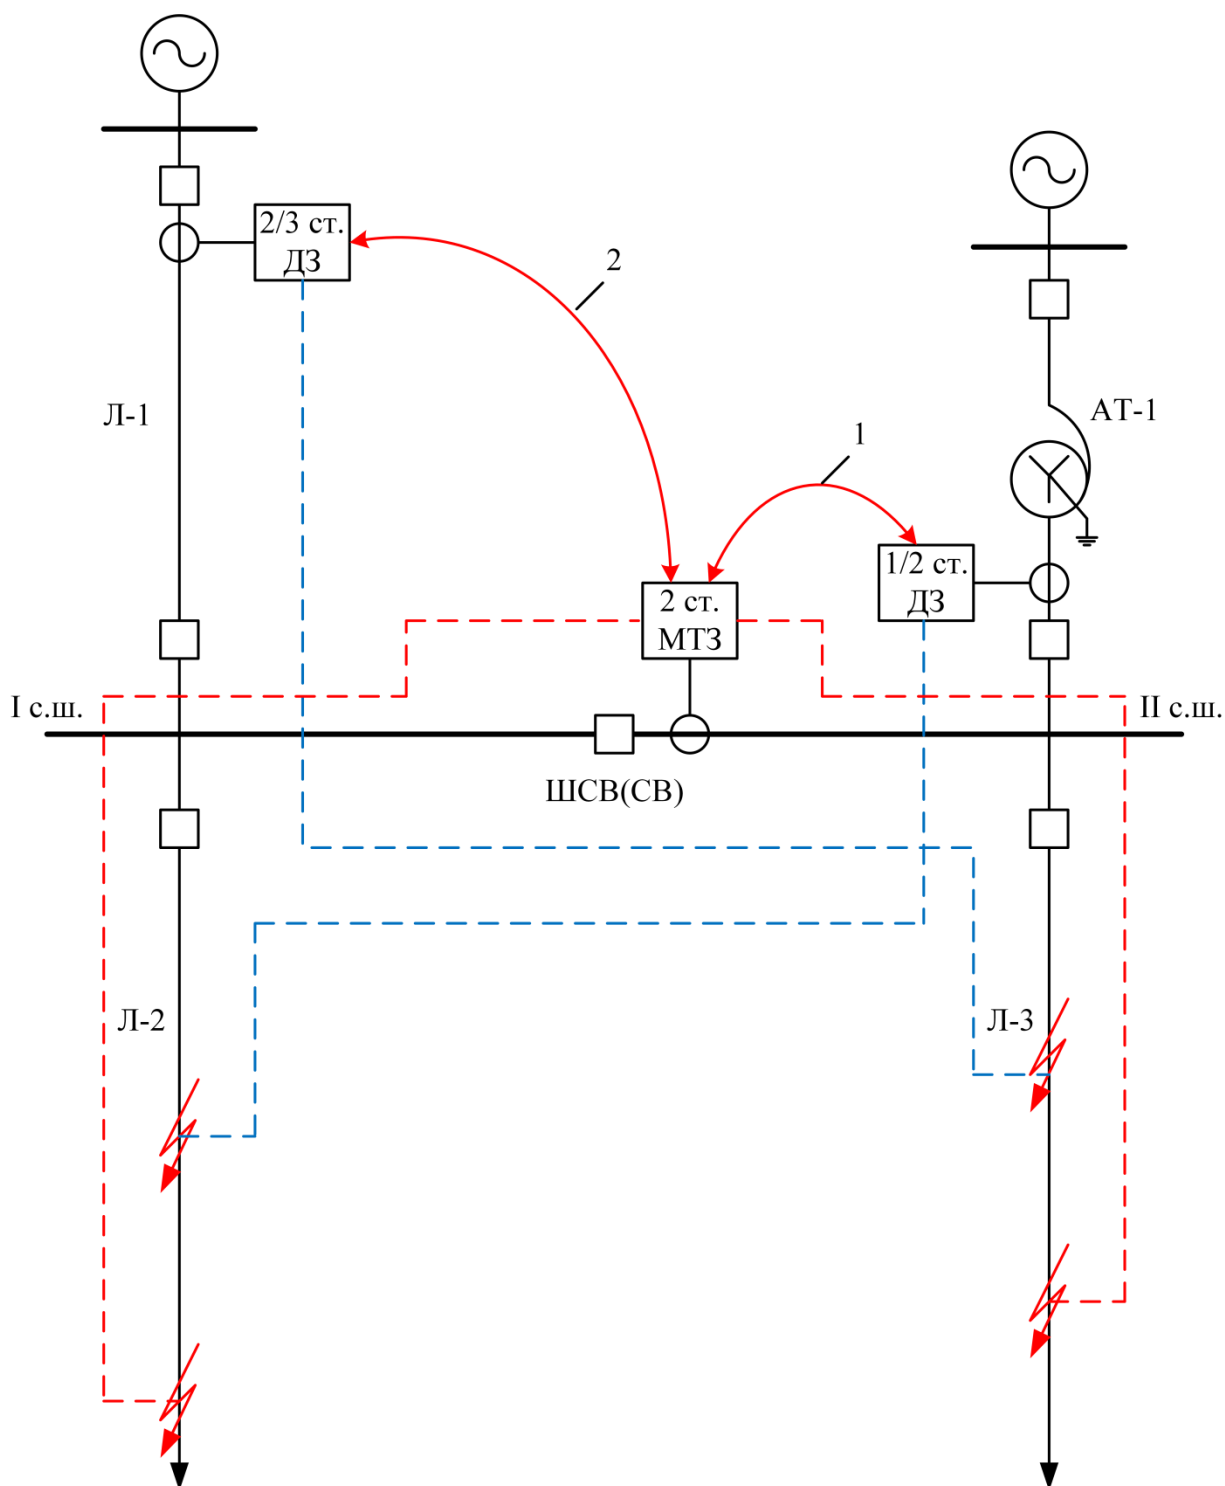 2/3 ст.
ДЗ
2
Л-1
АТ-1
1
1/2 ст.
ДЗ
2 ст.
МТЗ
I с.ш.
II с.ш.
ШСВ(СВ)
Л-2
Л-3